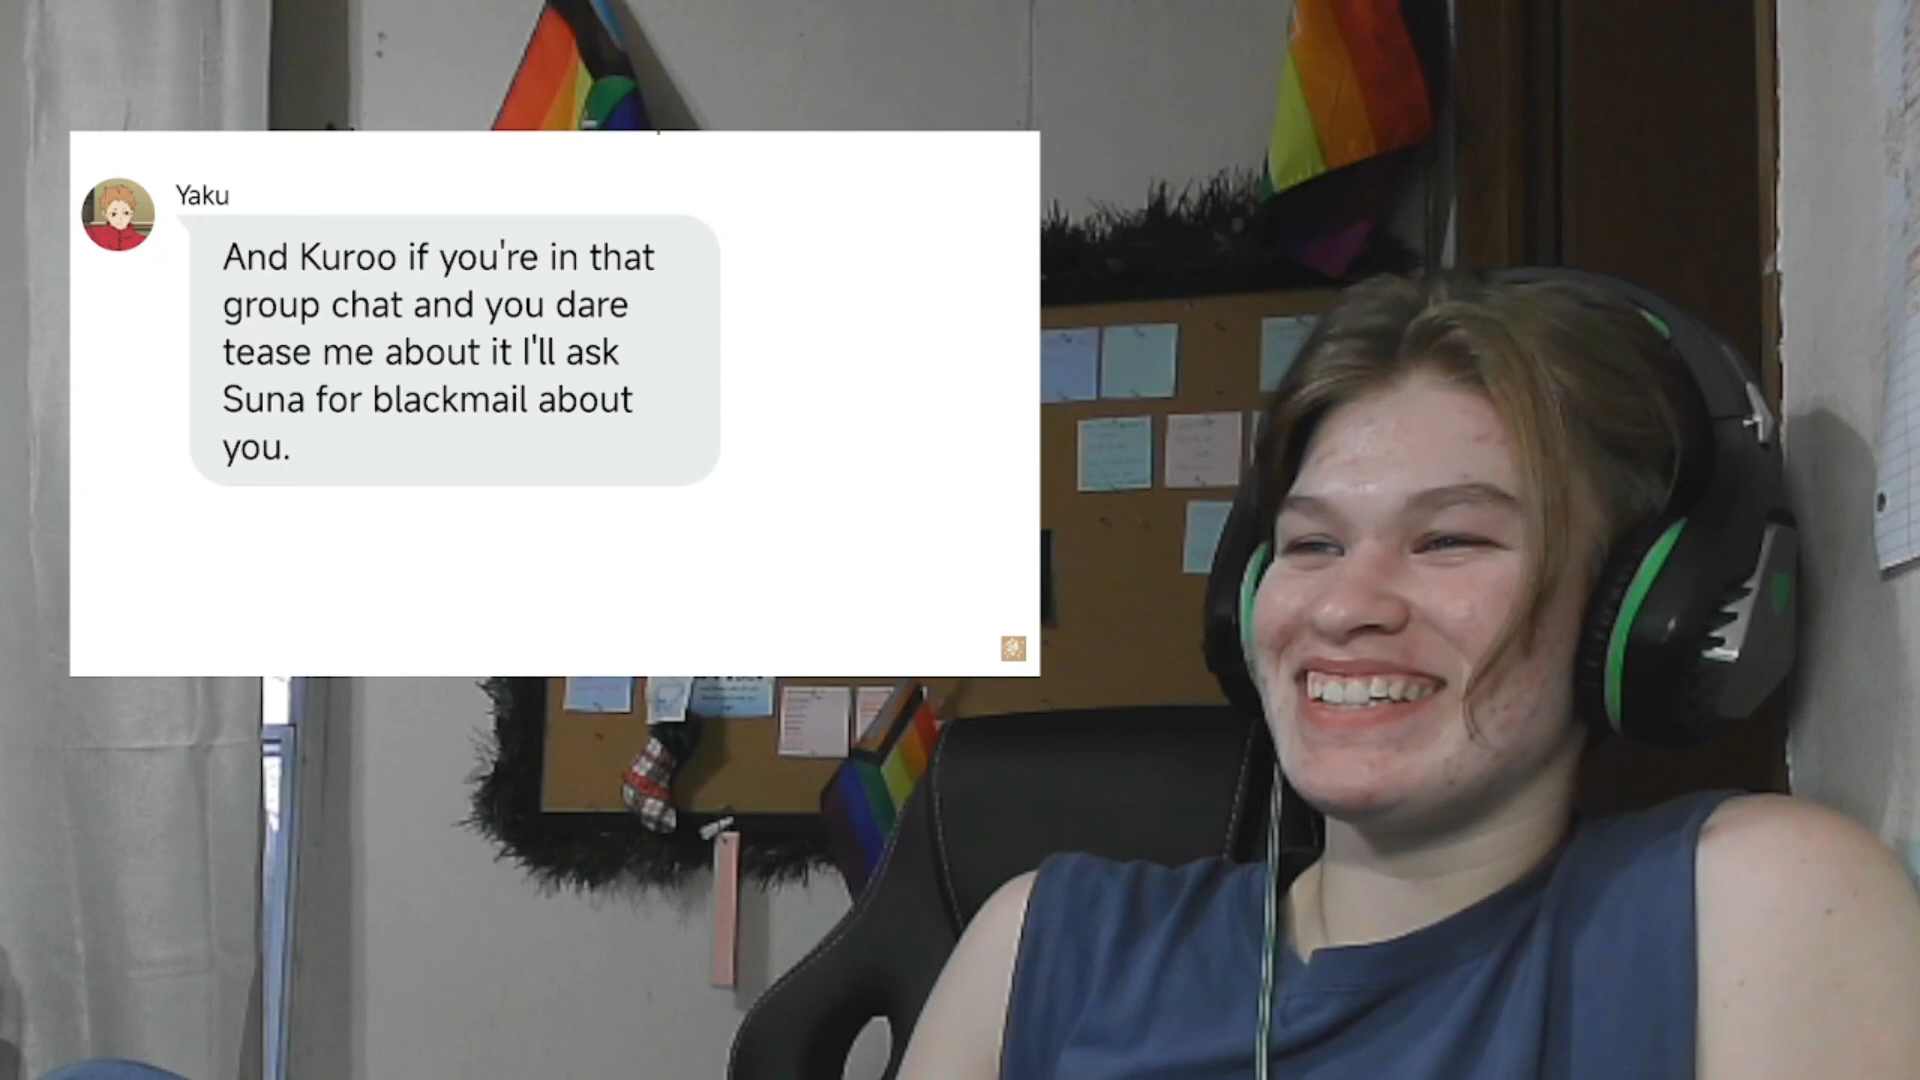 Yaku
And Kuroo if you're in that
group chat and you dare
tease me about it I'll ask
Suna for blackmail about
you.